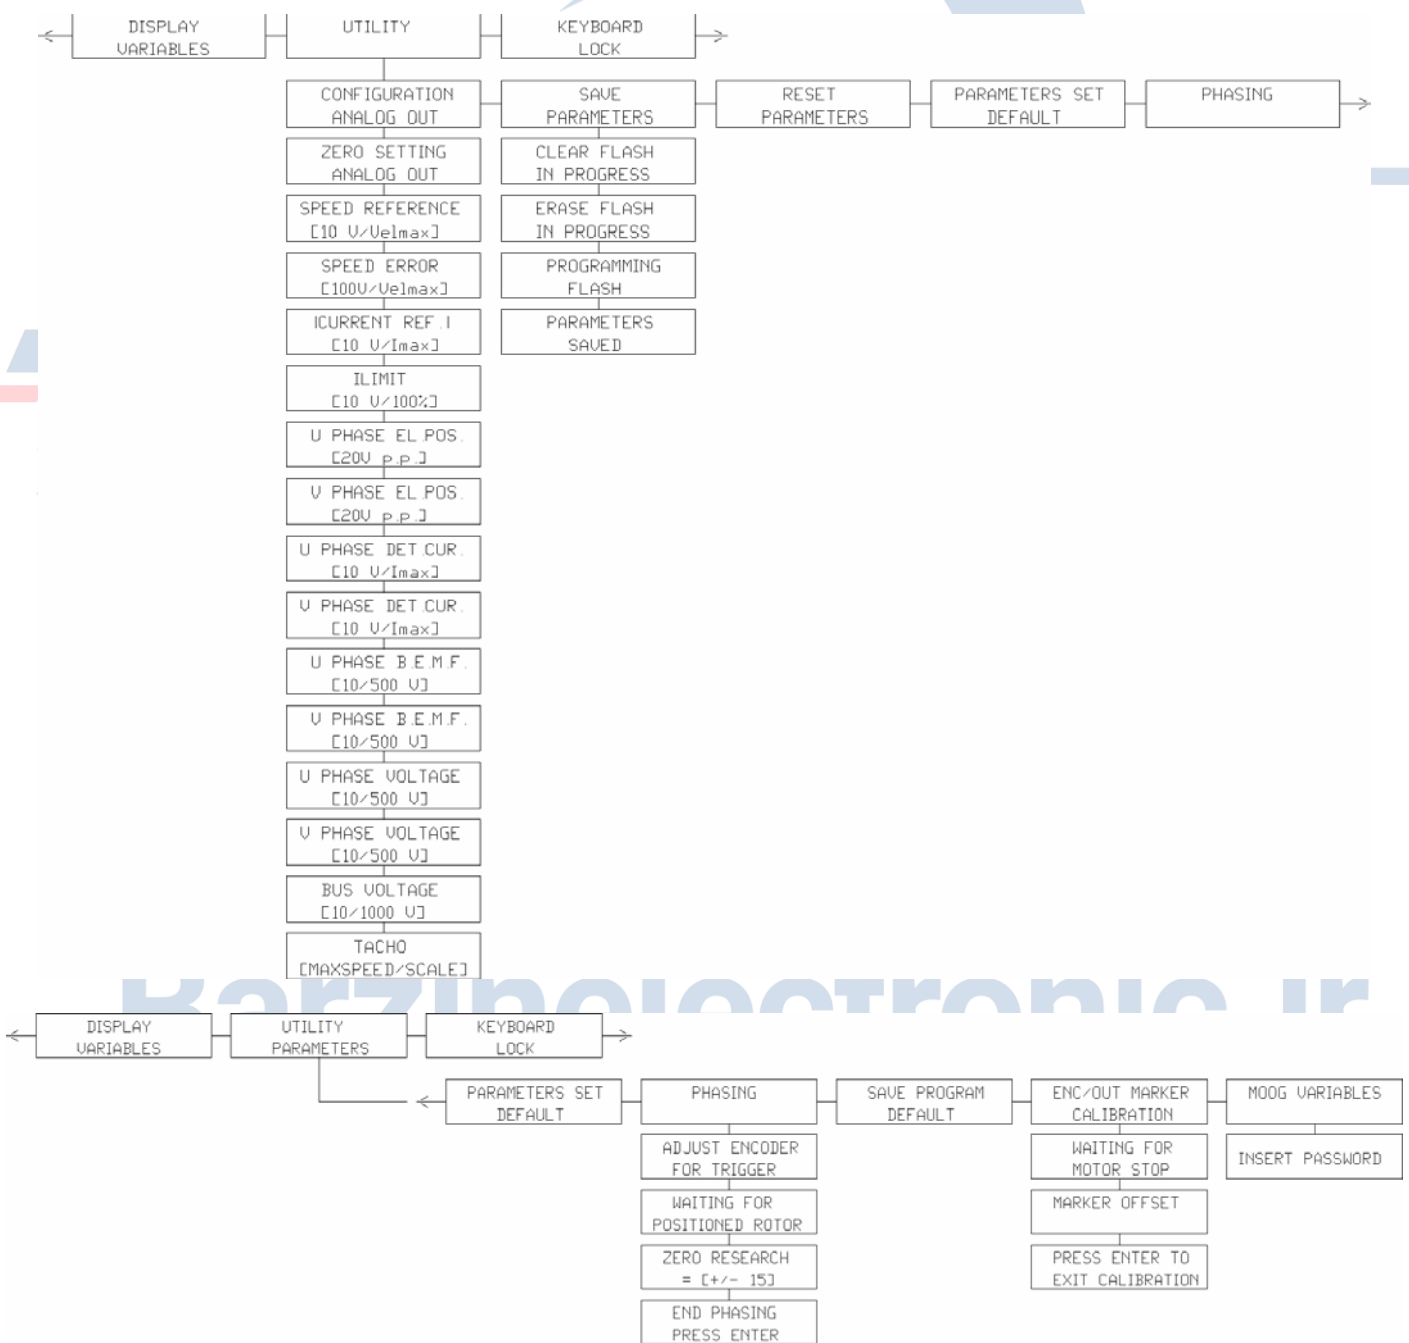 DISPLAY
VARIABLES
UTILITY
KEYBOARD
LOCK
CONFIGURATION
ANALOG OUT
SAVE
PARAMETERS
RESET
PARAMETERS
PARAMETERS SET
DEFAULT
PHASING
ZERO SETTING
ANALOG OUT
CLEAR FLASH
IN PROGRESS
SPEED REFERENCE
[10 V/Velmax]
ERASE FLASH
IN PROGRESS
SPEED ERROR
[100V/Velmax]
PROGRAMMING
FLASH
|CURRENT REF.|
[10 V/Imax]
PARAMETERS
SAVED
ILIMIT
[10 V/100%]
U PHASE EL.POS.
[20V p.p.]
V PHASE EL.POS.
[20V p.p.]
U PHASE DET.CUR.
[10 V/Imax]
V PHASE DET.CUR.
[10 V/Imax]
U PHASE B.E.M.F.
[10/500 V]
V PHASE B.E.M.F.
[10/500 V]
U PHASE VOLTAGE
[10/500 V]
V PHASE VOLTAGE
[10/500 V]
BUS VOLTAGE
[10/1000 V]
TACHO
[MAXSPEED/SCALE]
Barzinelectronic.ir
DISPLAY
VARIABLES
UTILITY
PARAMETERS
KEYBOARD
LOCK
PARAMETERS SET
DEFAULT
PHASING
SAVE PROGRAM
DEFAULT
ENC/OUT MARKER
CALIBRATION
MOOG VARIABLES
ADJUST ENCODER
FOR TRIGGER
WAITING FOR
MOTOR STOP
INSERT PASSWORD
WAITING FOR
POSITIONED ROTOR
MARKER OFFSET
ZERO RESEARCH
= [+/- 15]
PRESS ENTER TO
EXIT CALIBRATION
END PHASING
PRESS ENTER